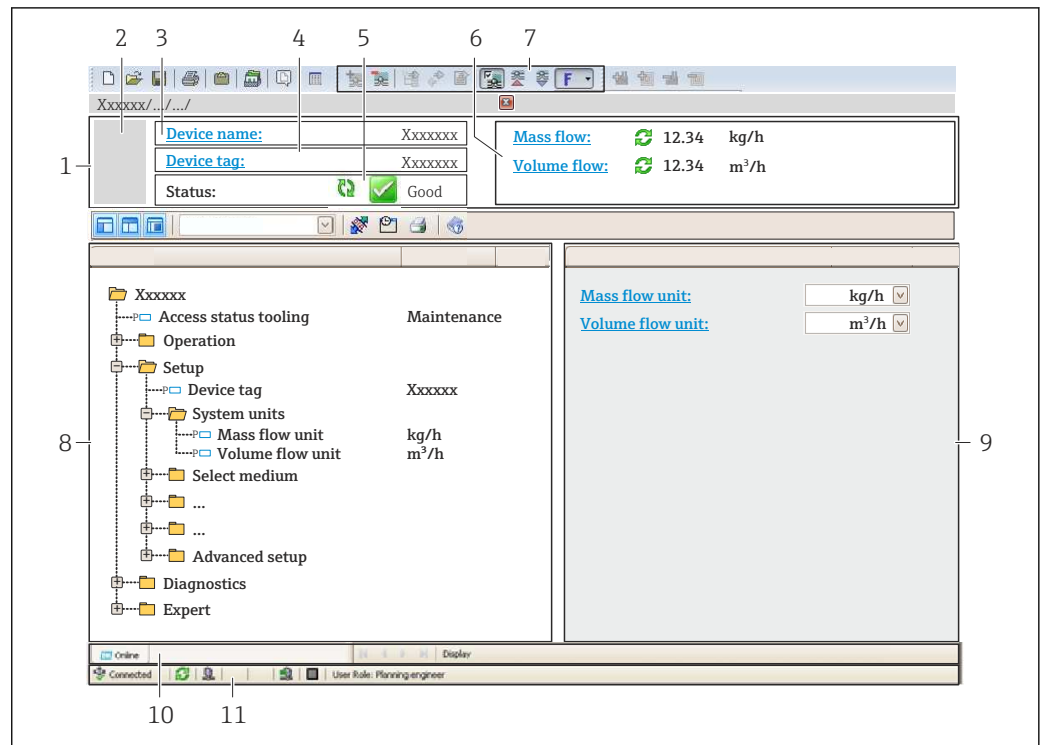 2 3 4 5 6 7
F
Xxxxxx/.../.../
1
Device name: Xxxxxxx
Device tag: Xxxxxxx
Status: Good
Mass flow: 12.34 kg/h
Volume flow: 12.34 m³/h
Xxxxxx
P Access status tooling Maintenance
Operation
Setup
P Device tag Xxxxxx
System units
P Mass flow unit kg/h
P Volume flow unit m³/h
Select medium
...
...
Advanced setup
Diagnostics
Expert
Mass flow unit: kg/h
Volume flow unit: m³/h
8
9
Online Display
Connected User Role: Planning engineer
10 11